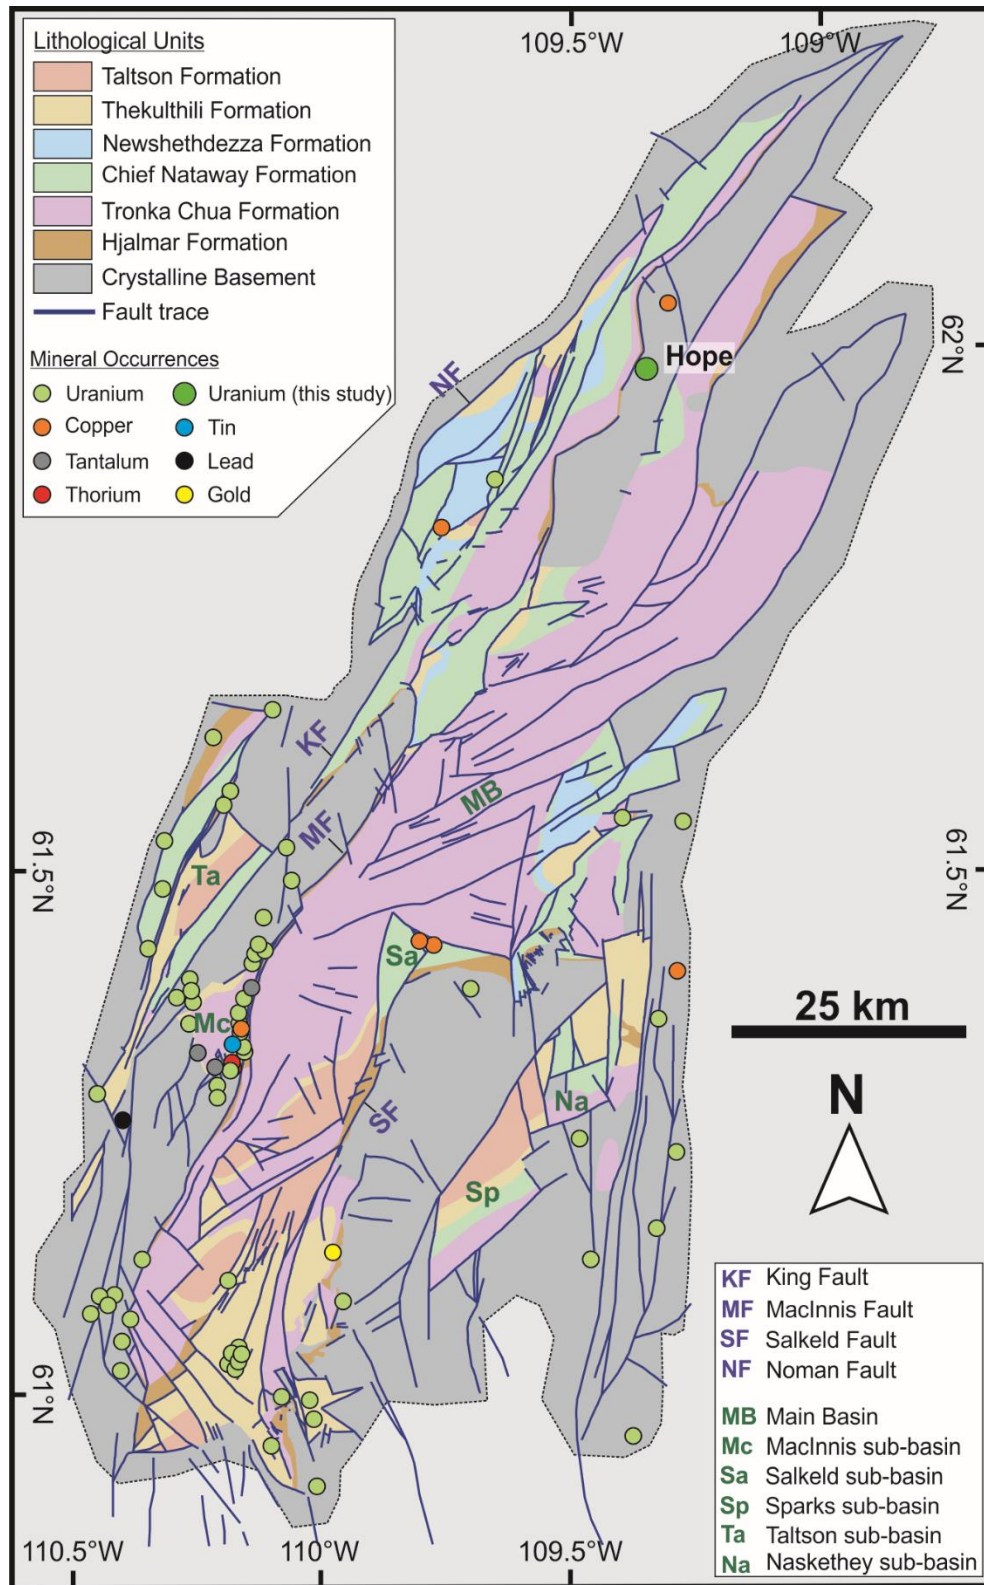 109.5°W
109°W
Lithological Units
Taltson Formation
Thekulthili Formation
Newshethdezza Formation
Chief Nataway Formation
Tronka Chua Formation
Hjalmar Formation
Crystalline Basement
Fault trace
Mineral Occurrences
Uranium
Uranium (this study)
Copper
Tin
Tantalum
Lead
Thorium
Gold
62°N
Hope
NF
KF
MB
MF
61.5°N
61.5°N
Ta
Sa
25 km
Mc
N
Na
SF
Sp
KF King Fault
MF MacInnis Fault
SF Salkeld Fault
NF Noman Fault
61°N
MB Main Basin
Mc MacInnis sub-basin
Sa Salkeld sub-basin
Sp Sparks sub-basin
Ta Taltson sub-basin
Na Naskethey sub-basin
110.5°W
110°W
109.5°W